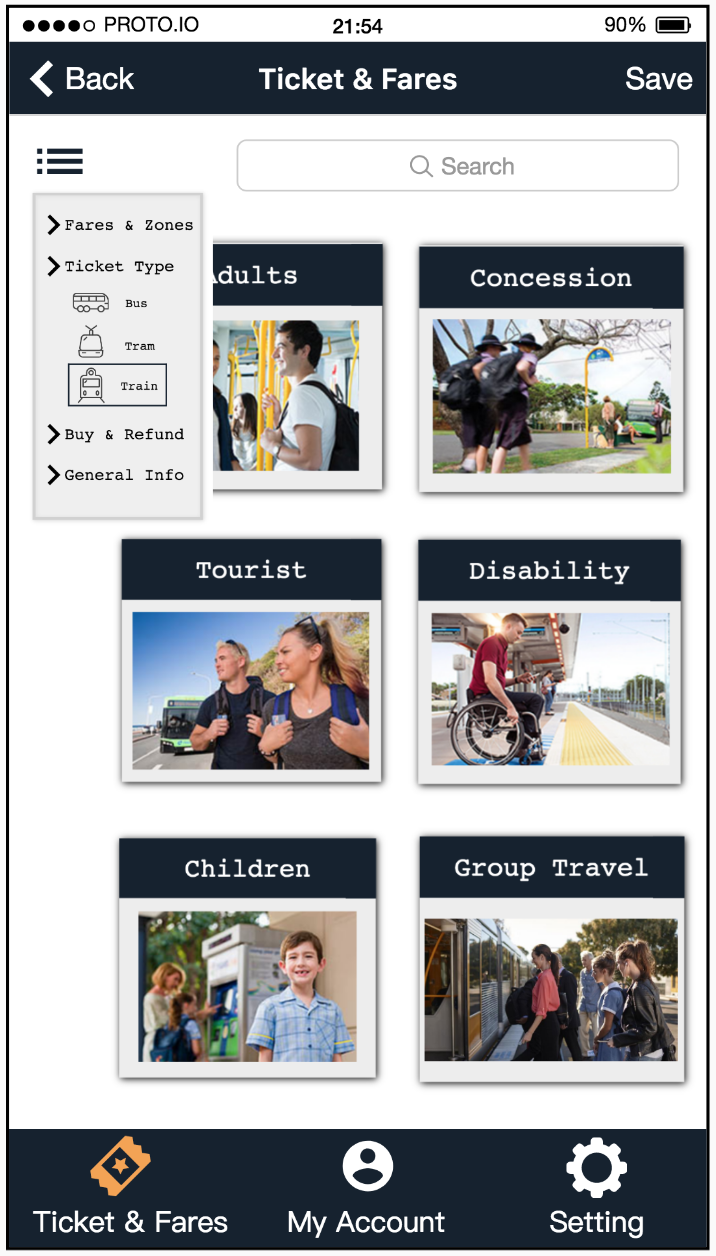 PROTO.IO 21:54 90%
Back Ticket & Fares Save
Search
Fares & Zones
Ticket Type
Bus
Tram
Train
Buy & Refund
General Info
dults
Concession
Tourist
Disability
Children
Group Travel
Ticket & Fares My Account Setting